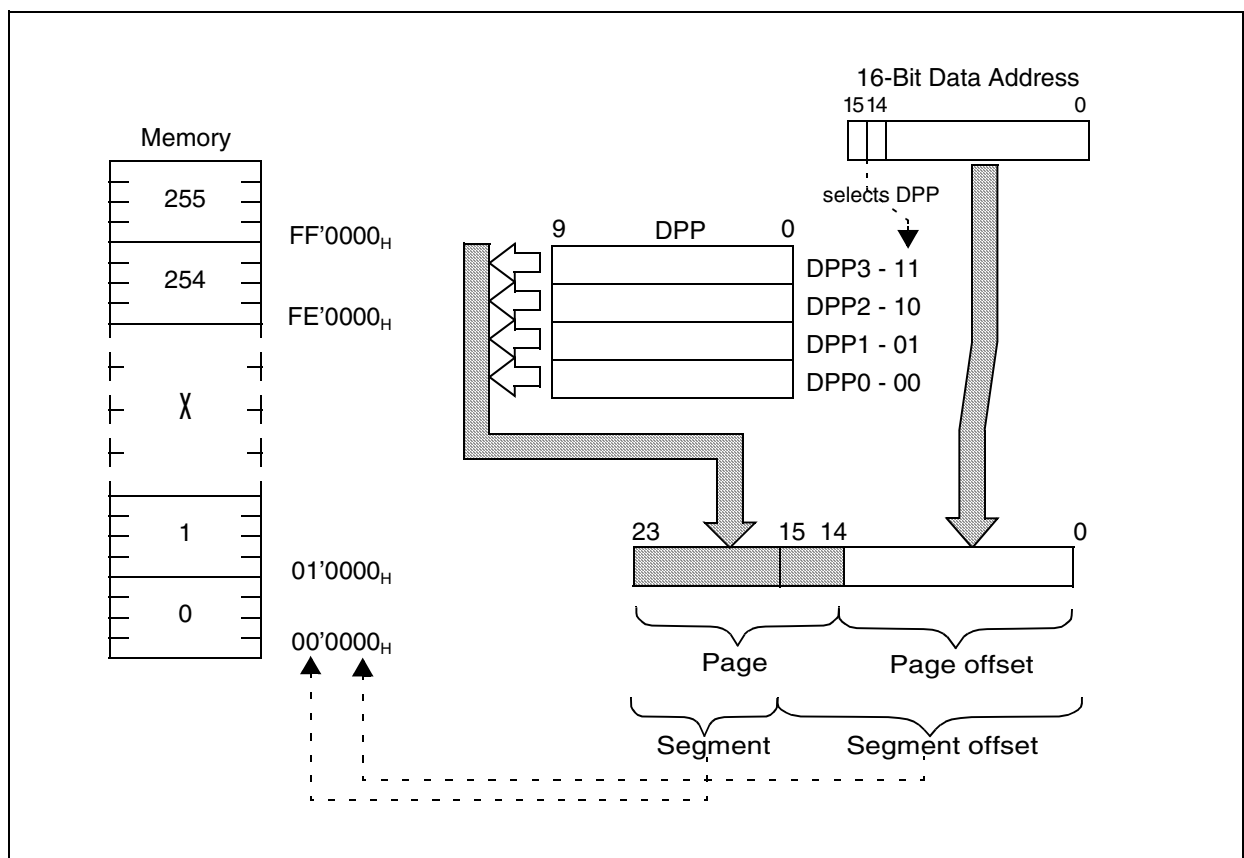 16-Bit Data Address
15 14 0
Memory
255
selects DPP
FF'0000H
9 DPP 0
254
DPP3 - 11
FE'0000H
DPP2 - 10
DPP1 - 01
DPP0 - 00
X
23 15 14 0
1
01'0000H
0
00'0000H
Page Page offset
Segment Segment offset